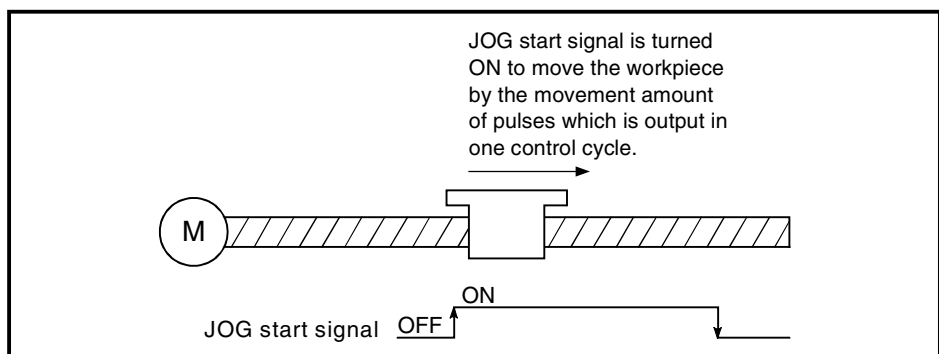 JOG start signal is turned
ON to move the workpiece
by the movement amount
of pulses which is output in
one control cycle.
M
ON
JOG start signal OFF